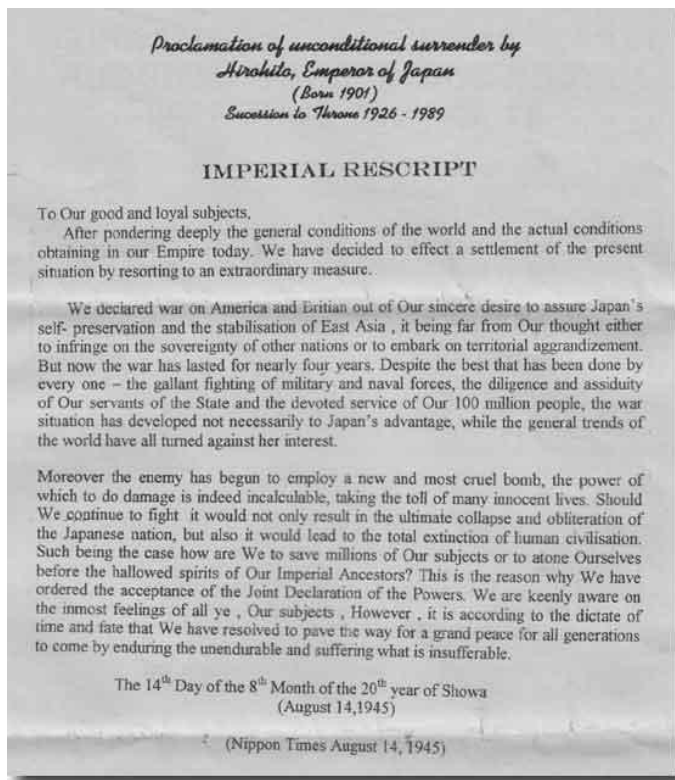 Proclamation of unconditional surrender by
Hirohito, Emperor of Japan
(Born 1901)
Sucession to Throne 1926 - 1989
IMPERIAL RESCRIPT
To Our good and loyal subjects,
After pondering deeply the general conditions of the world and the actual conditions
obtaining in our Empire today. We have decided to effect a settlement of the present
situation by resorting to an extraordinary measure.
We declared war on America and Britian out of Our sincere desire to assure Japan's
self- preservation and the stabilisation of East Asia , it being far from Our thought either
to infringe on the sovereignty of other nations or to embark on territorial aggrandizement.
But now the war has lasted for nearly four years. Despite the best that has been done by
every one – the gallant fighting of military and naval forces, the diligence and assiduity
of Our servants of the State and the devoted service of Our 100 million people, the war
situation has developed not necessarily to Japan's advantage, while the general trends of
the world have all turned against her interest.
Moreover the enemy has begun to employ a new and most cruel bomb, the power of
which to do damage is indeed incalculable, taking the toll of many innocent lives. Should
We continue to fight it would not only result in the ultimate collapse and obliteration of
the Japanese nation, but also it would lead to the total extinction of human civilisation.
Such being the case how are We to save millions of Our subjects or to atone Ourselves
before the hallowed spirits of Our Imperial Ancestors? This is the reason why We have
ordered the acceptance of the Joint Declaration of the Powers. We are keenly aware on
the inmost feelings of all ye , Our subjects , However , it is according to the dictate of
time and fate that We have resolved to pave the way for a grand peace for all generations
to come by enduring the unendurable and suffering what is insufferable.
The 14th Day of the 8th Month of the 20th year of Showa
(August 14,1945)
(Nippon Times August 14, 1945)